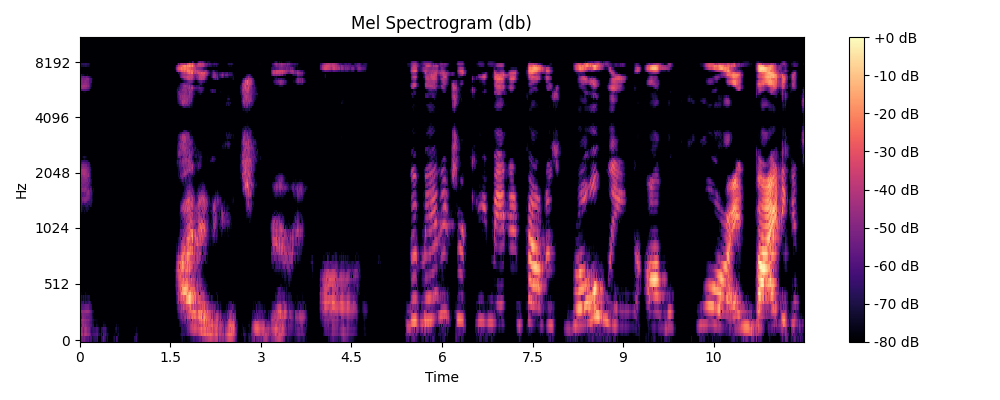 Mel Spectrogram (db)
Hz
8192
4096
2048
1024
512
0
0 1.5 3 4.5 6 7.5 9 10
Time
+0 dB
-10 dB
-20 dB
-30 dB
-40 dB
-50 dB
-60 dB
-70 dB
-80 dB